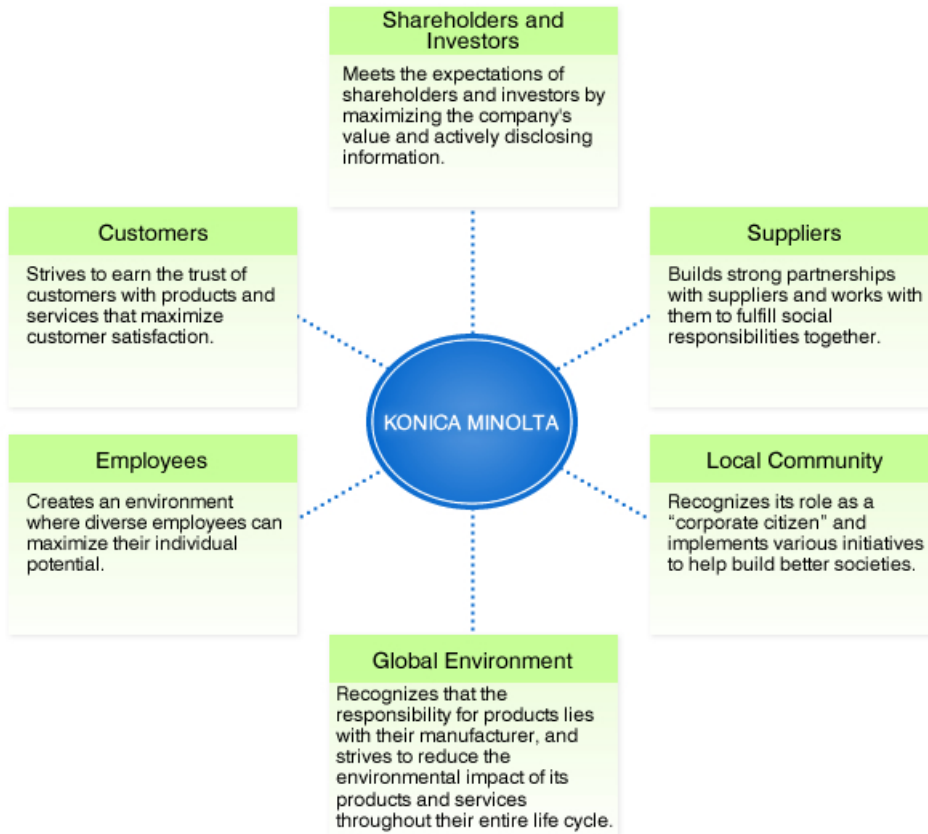 Shareholders and
Investors
Meets the expectations of
shareholders and investors by
maximizing the company's
value and actively disclosing
information.
Customers
Strives to earn the trust of
customers with products and
services that maximize
customer satisfaction.
Suppliers
Builds strong partnerships
with suppliers and works with
them to fulfill social
responsibilities together.
KONICA MINOLTA
Employees
Creates an environment
where diverse employees can
maximize their individual
potential.
Local Community
Recognizes its role as a
“corporate citizen” and
implements various initiatives
to help build better societies.
Global Environment
Recognizes that the
responsibility for products lies
with their manufacturer, and
strives to reduce the
environmental impact of its
products and services
throughout their entire life cycle.